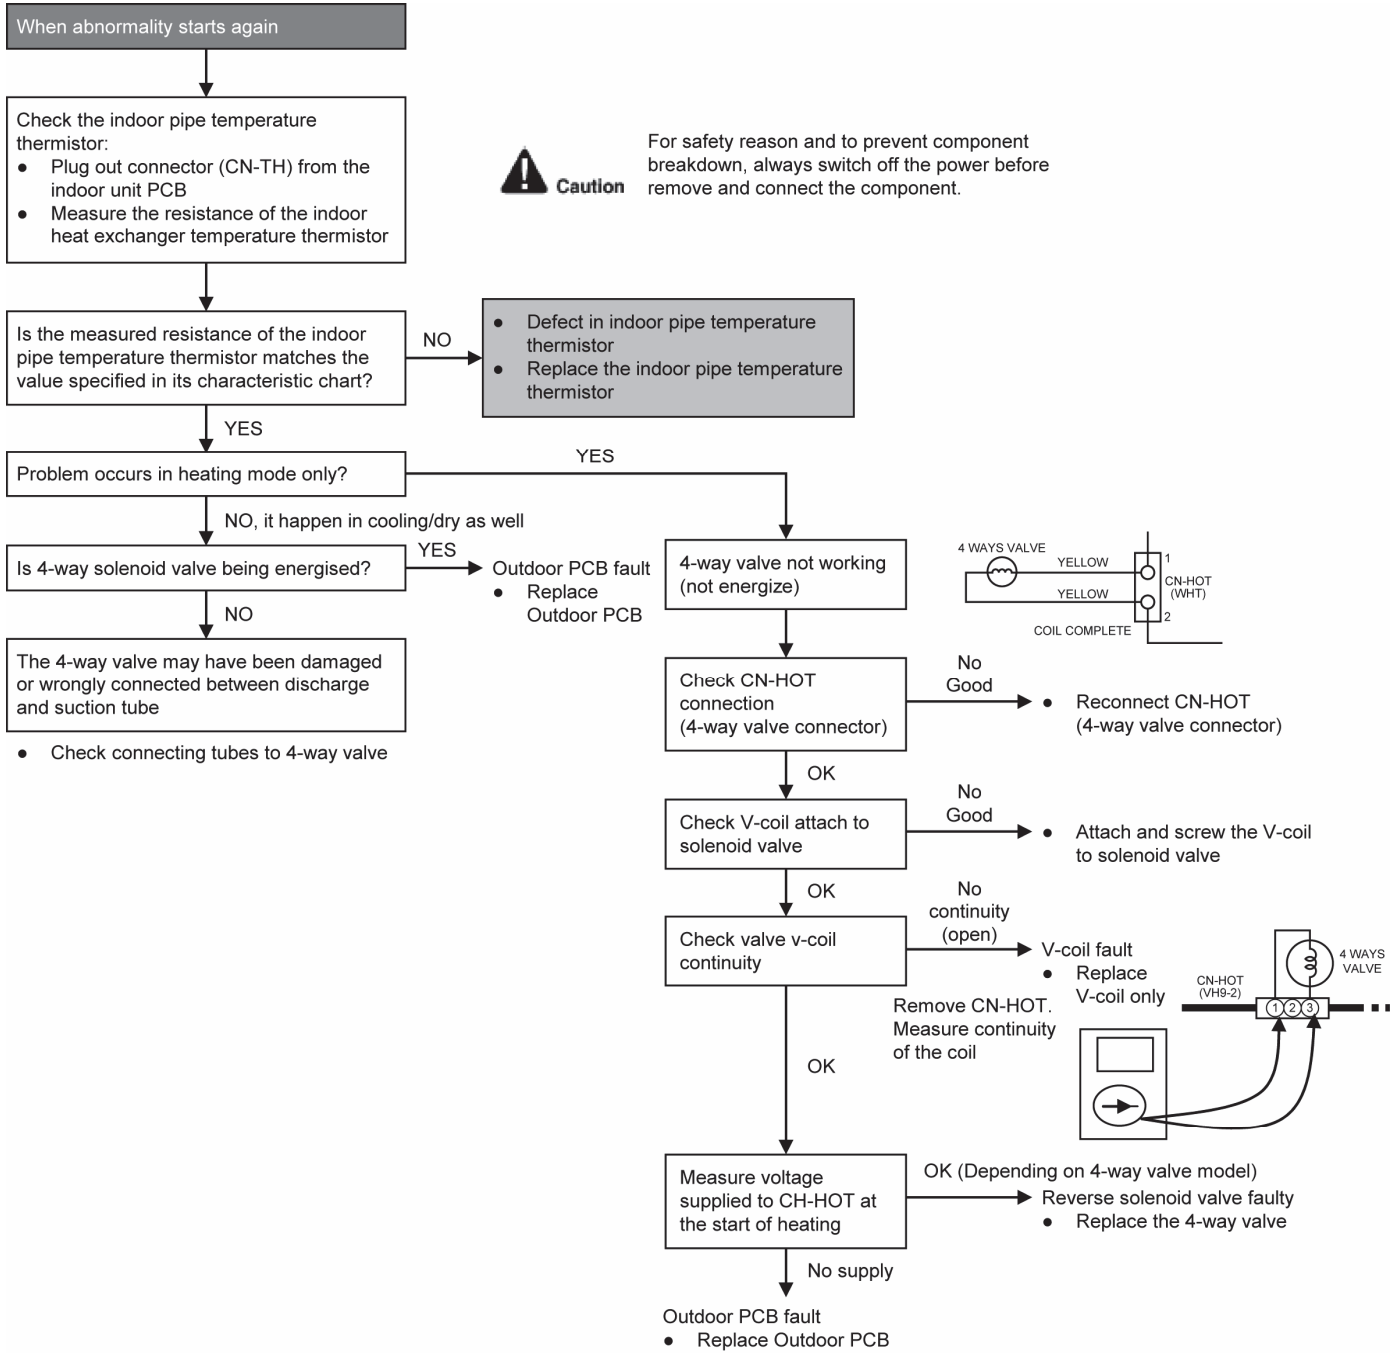 When abnormality starts again
Check the indoor pipe temperature
thermistor:
● Plug out connector (CN-TH) from the
indoor unit PCB
● Measure the resistance of the indoor
heat exchanger temperature thermistor
Caution
For safety reason and to prevent component
breakdown, always switch off the power before
remove and connect the component.
Is the measured resistance of the indoor
pipe temperature thermistor matches the
value specified in its characteristic chart?
NO
● Defect in indoor pipe temperature
thermistor
● Replace the indoor pipe temperature
thermistor
YES
Problem occurs in heating mode only?
YES
NO, it happen in cooling/dry as well
Is 4-way solenoid valve being energised?
YES
Outdoor PCB fault
● Replace
Outdoor PCB
NO
The 4-way valve may have been damaged
or wrongly connected between discharge
and suction tube
● Check connecting tubes to 4-way valve
4-way valve not working
(not energize)
4 WAYS VALVE
YELLOW
YELLOW
1
CN-HOT
(WHT)
2
COIL COMPLETE
Check CN-HOT
connection
(4-way valve connector)
No
Good
● Reconnect CN-HOT
(4-way valve connector)
OK
Check V-coil attach to
solenoid valve
No
Good
● Attach and screw the V-coil
to solenoid valve
OK
Check valve v-coil
continuity
No
continuity
(open)
V-coil fault
● Replace
V-coil only
Remove CN-HOT.
Measure continuity
of the coil
CN-HOT
(VH9-2)
4 WAYS
VALVE
1 2 3
OK
Measure voltage
supplied to CH-HOT at
the start of heating
OK (Depending on 4-way valve model)
Reverse solenoid valve faulty
● Replace the 4-way valve
No supply
Outdoor PCB fault
● Replace Outdoor PCB